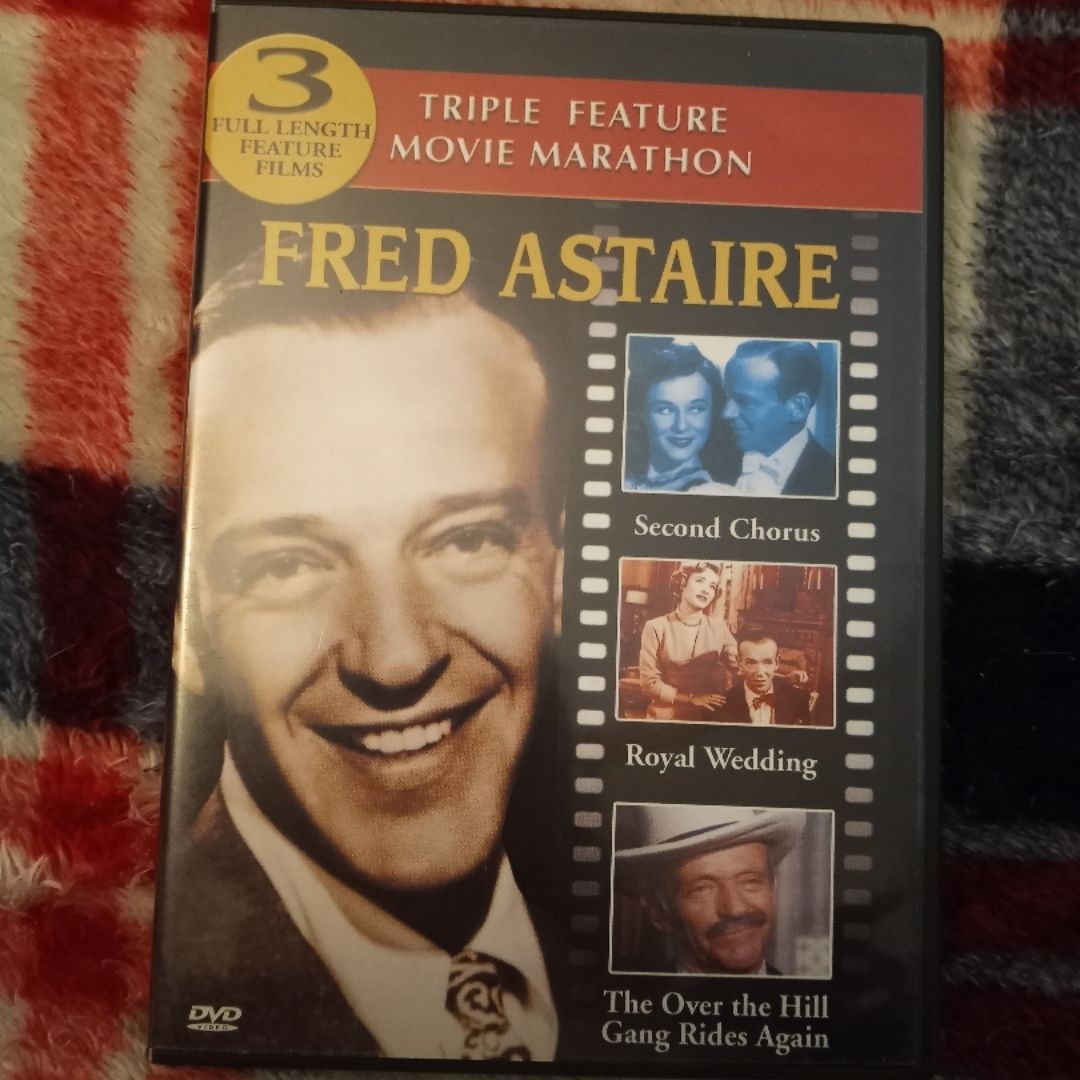 3
FULL LENGTH
FEATURE
FILMS
TRIPLE FEATURE
MOVIE MARATHON
FRED ASTAIRE
Second Chorus
Royal Wedding
The Over the Hill
Gang Rides Again
DVD
VIDEO